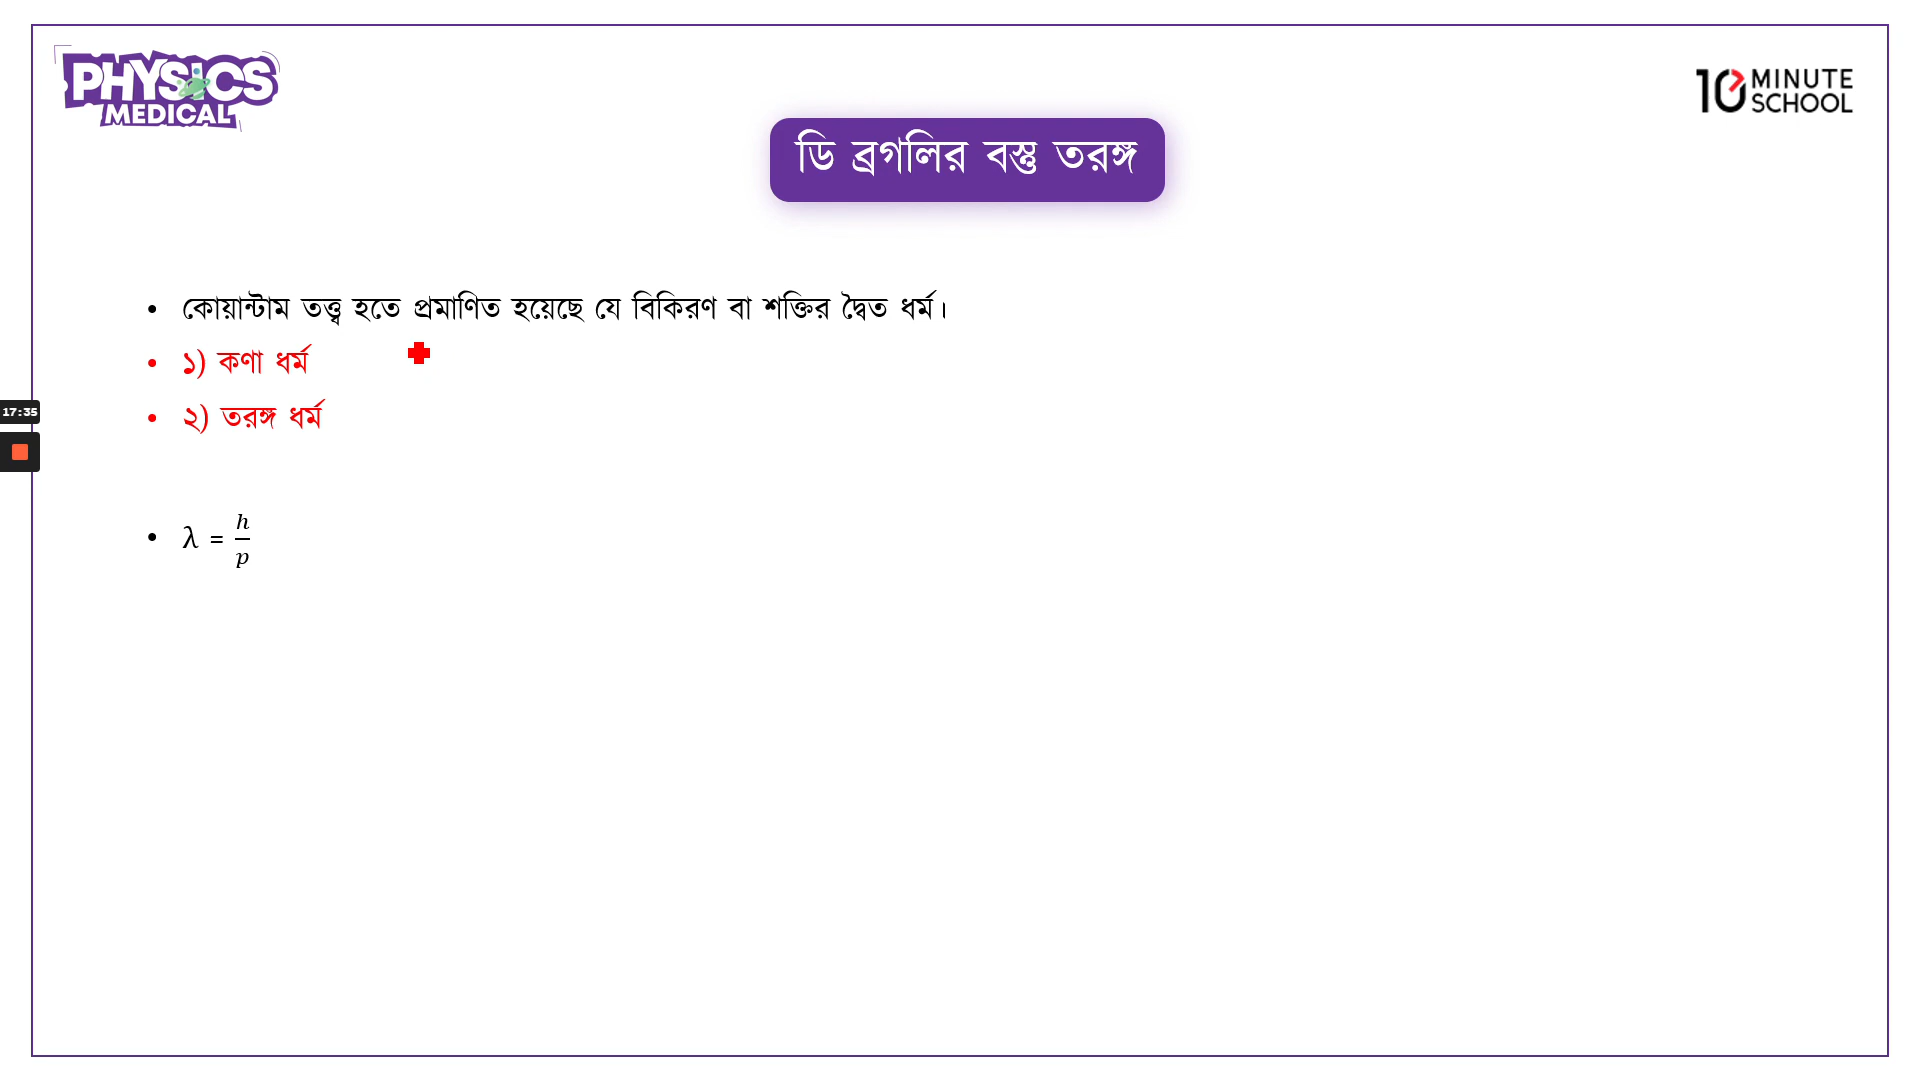 PHYSICS
MEDICAL
10 MINUTE
SCHOOL
ডি ব্রগলির বস্তু তরঙ্গ
• কোয়ান্টাম তত্ত্ব হতে প্রমাণিত হয়েছে যে বিকিরণ বা শক্তির দ্বৈত ধর্ম।
• ১) কণা ধর্ম
• ২) তরঙ্গ ধর্ম
17:35
• λ = h/p